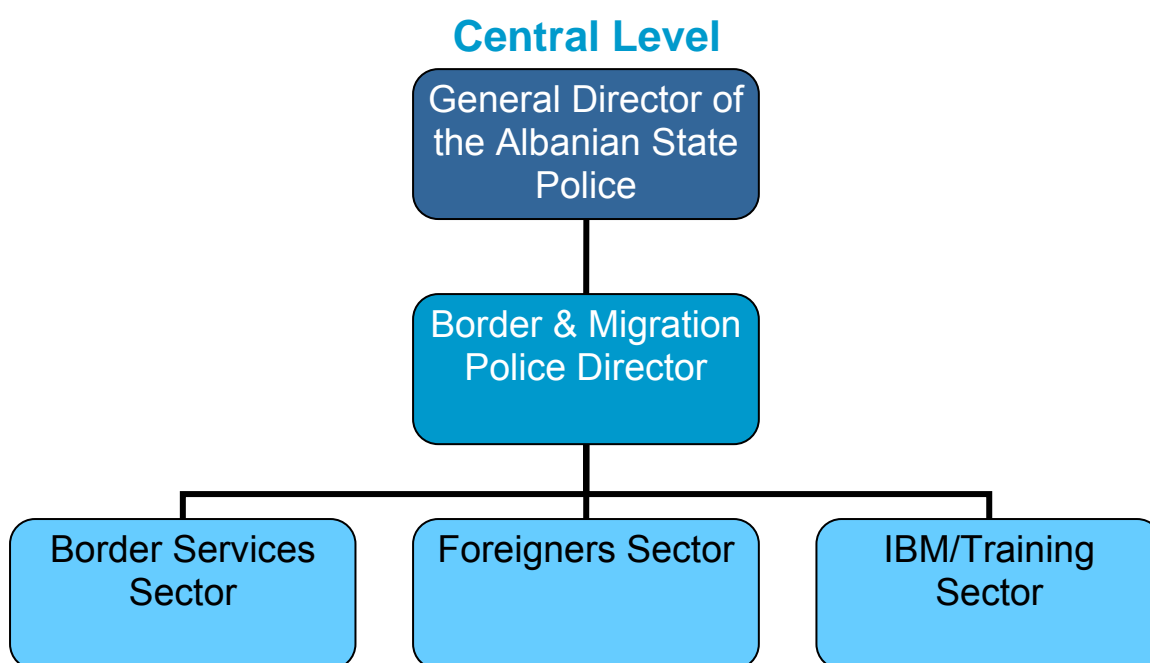 Central Level
General Director of
the Albanian State
Police
Border & Migration
Police Director
Border Services
Sector
Foreigners Sector
IBM/Training
Sector